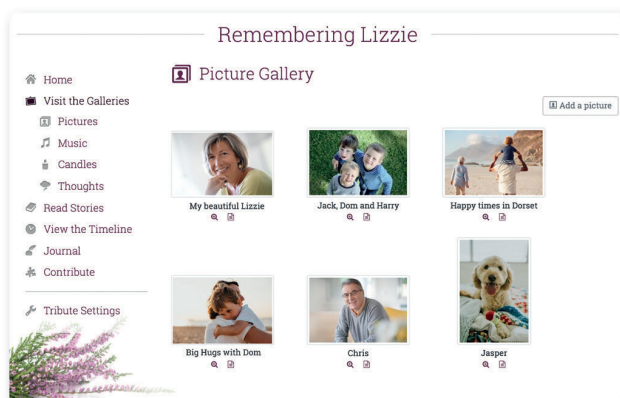 Remembering Lizzie
Home
Visit the Galleries
Pictures
Music
Candles
Thoughts
Read Stories
View the Timeline
Journal
Contribute
Tribute Settings
Picture Gallery
Add a picture
My beautiful Lizzie
Jack, Dom and Harry
Happy times in Dorset
Big Hugs with Dom
Chris
Jasper